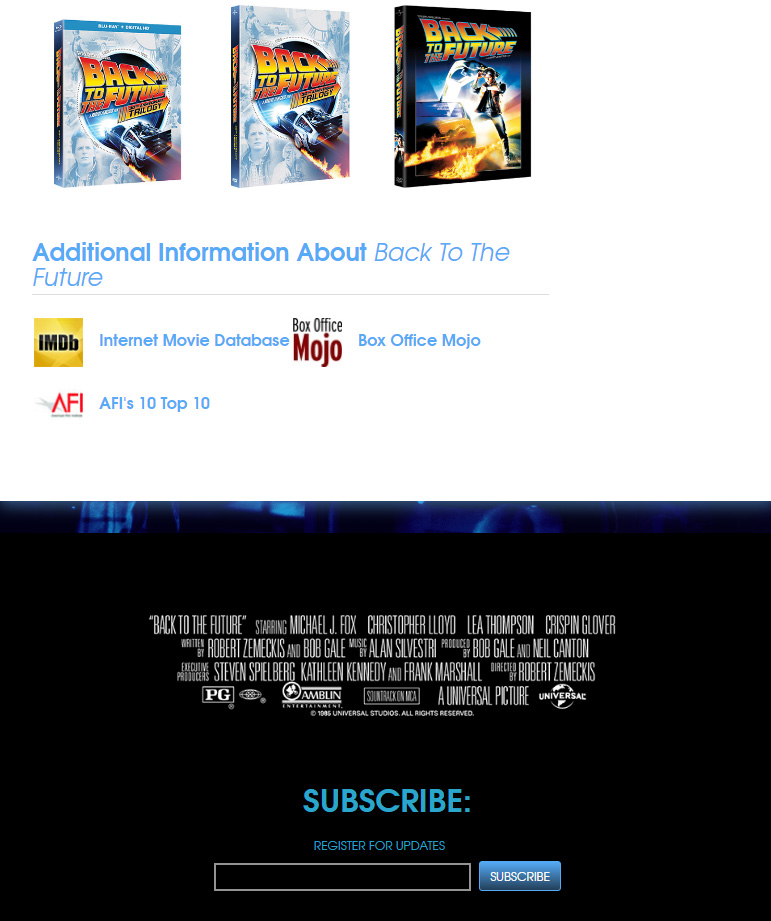 BLU-RAY + DIGITAL HD
BACK TO THE FUTURE TRILOGY
BACK TO THE FUTURE TRILOGY
BACK TO THE FUTURE
Additional Information About Back To The
Future
IMDb Internet Movie Database Box Office Mojo Box Office Mojo
AFI AFI's 10 Top 10
"BACK TO THE FUTURE" STARRING MICHAEL J. FOX CHRISTOPHER LLOYD LEA THOMPSON CRISPIN GLOVER
WRITTEN BY ROBERT ZEMECKIS AND BOB GALE MUSIC BY ALAN SILVESTRI PRODUCED BY BOB GALE AND NEIL CANTON
EXECUTIVE PRODUCERS STEVEN SPIELBERG KATHLEEN KENNEDY AND FRANK MARSHALL DIRECTED BY ROBERT ZEMECKIS
PG AMBLIN ENTERTAINMENT SOUNDTRACK ON MCA A UNIVERSAL PICTURE UNIVERSAL
© 1985 UNIVERSAL STUDIOS. ALL RIGHTS RESERVED.
SUBSCRIBE:
REGISTER FOR UPDATES
SUBSCRIBE